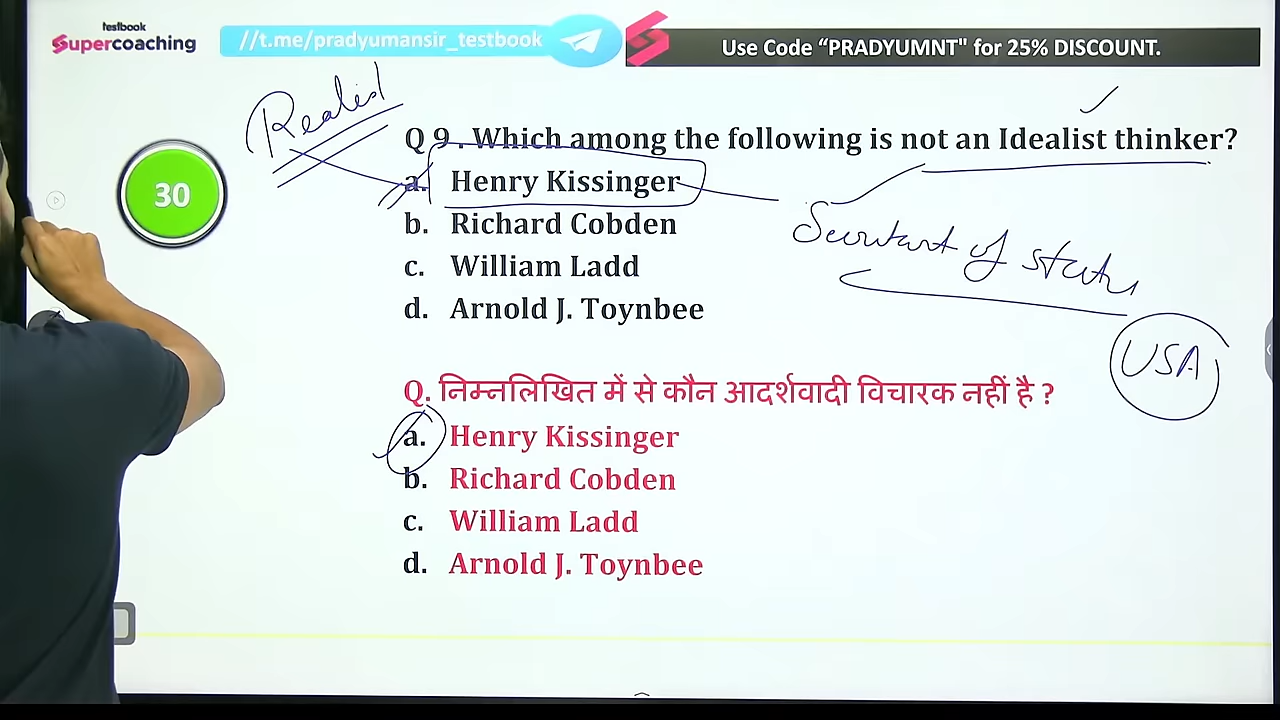 testbook
Supercoaching
//t.me/pradyumansir_testbook
Use Code “PRADYUMNT" for 25% DISCOUNT.
Realist
30
Q 9. Which among the following is not an Idealist thinker?
a. Henry Kissinger
b. Richard Cobden
c. William Ladd
d. Arnold J. Toynbee
of state
USA
Q. निम्नलिखित में से कौन आदर्शवादी विचारक नहीं है ?
a. Henry Kissinger
b. Richard Cobden
c. William Ladd
d. Arnold J. Toynbee